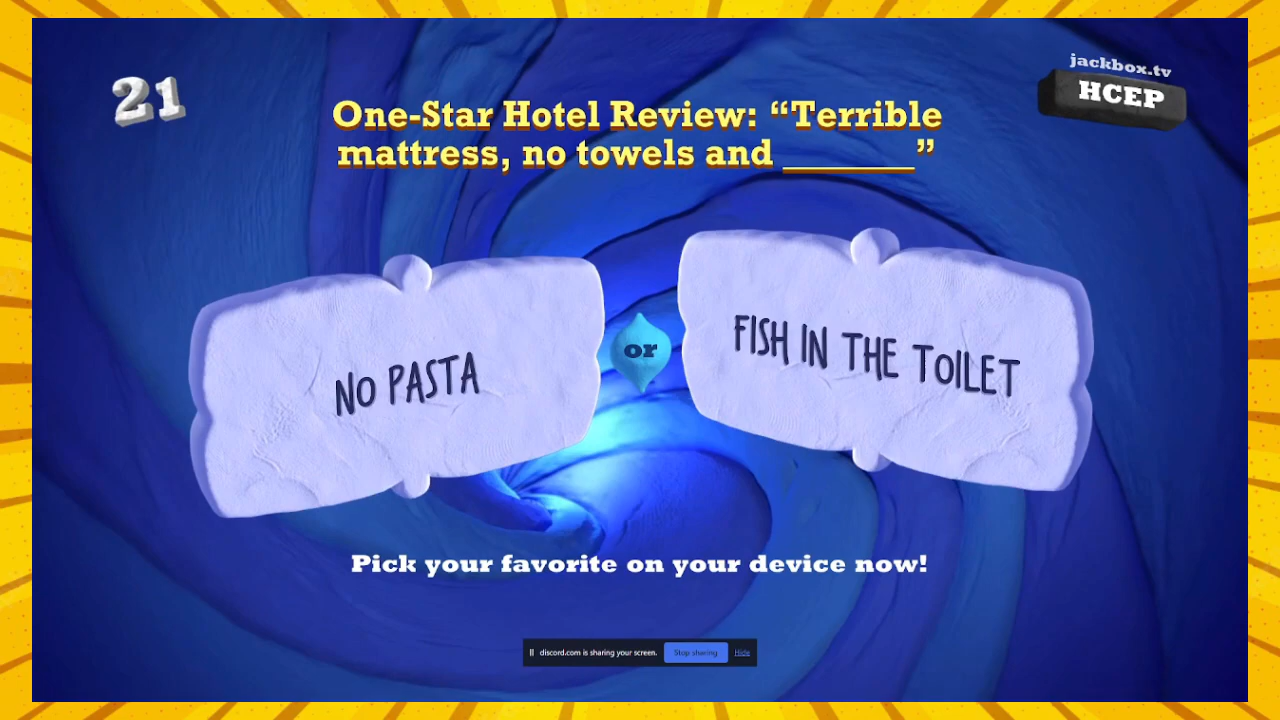 21
jackbox.tv
HCEP
One-Star Hotel Review: “Terrible
mattress, no towels and _______”
NO PASTA
or
FISH IN THE TOILET
Pick your favorite on your device now!
discord.com is sharing your screen. Stop sharing Hide